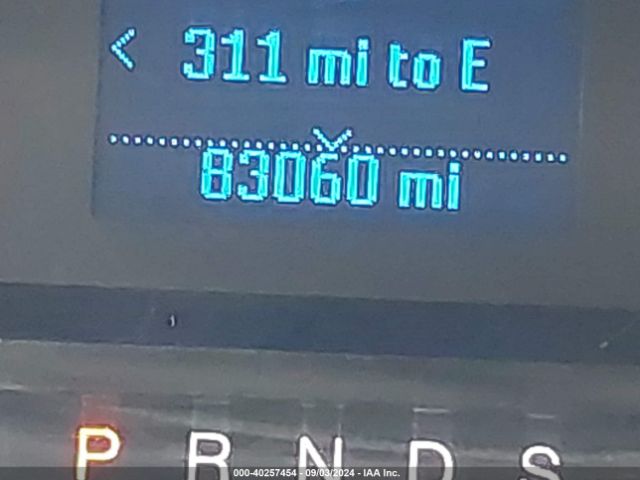 < 311 mi to E
83060 mi
P R N D S
000-40257454 - 09/03/2024 - IAA Inc.